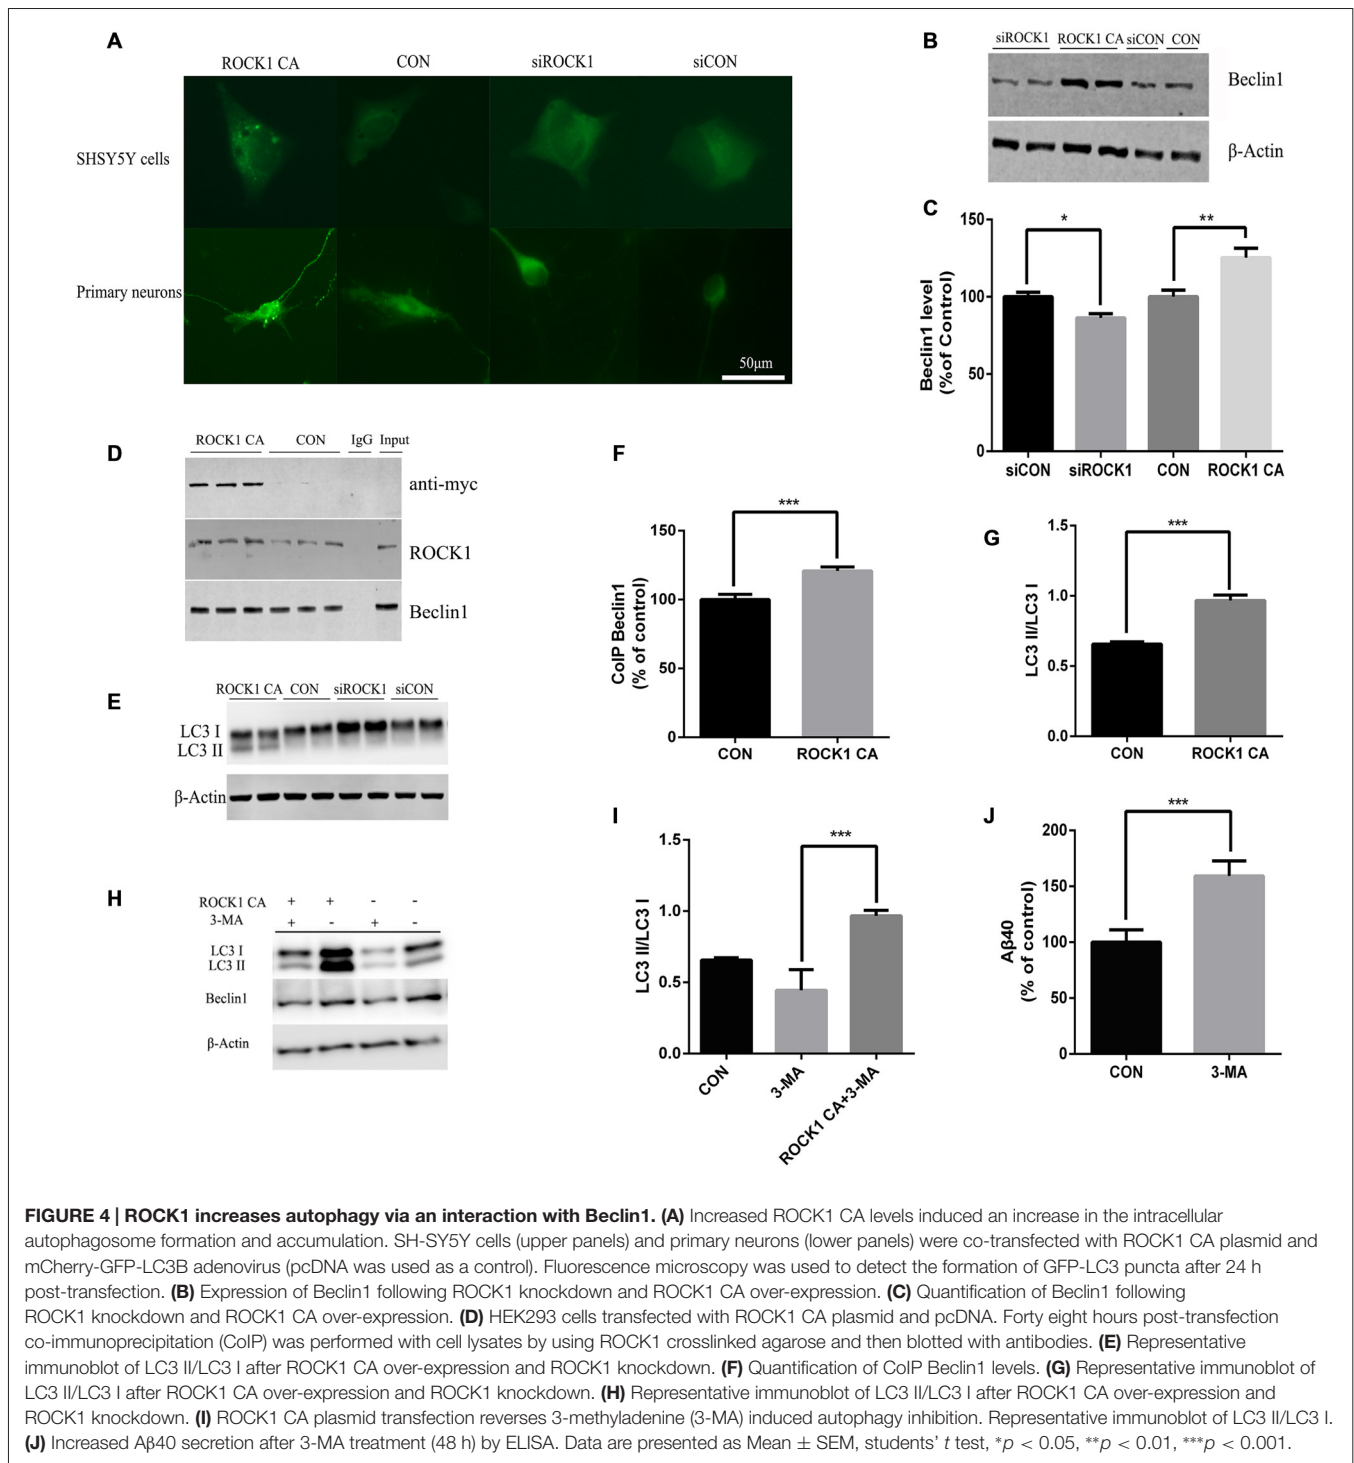 A
ROCK1 CA CON siROCK1 siCON
SHSY5Y cells
Primary neurons
50μm
B
siROCK1 ROCK1 CA siCON CON
Beclin1
β-Actin
C
Beclin1 level
(%of Control)
150
100
50
0
* **
siCON siROCK1 CON ROCK1 CA
D
ROCK1 CA CON IgG Input
anti-myc
ROCK1
Beclin1
E
ROCK1 CA CON siROCK1 siCON
LC3 I
LC3 II
β-Actin
F
CoIP Beclin1
(% of control)
150
100
50
0
***
CON ROCK1 CA
G
LC3 II/LC3 I
1.5
1.0
0.5
0.0
***
CON ROCK1 CA
H
ROCK1 CA + + - -
3-MA + - + -
LC3 I
LC3 II
Beclin1
β-Actin
I
LC3 II/LC3 I
1.5
1.0
0.5
0.0
***
CON 3-MA ROCK1 CA+3-MA
J
Aβ40
(% of control)
200
150
100
50
0
***
CON 3-MA
FIGURE 4 | ROCK1 increases autophagy via an interaction with Beclin1. (A) Increased ROCK1 CA levels induced an increase in the intracellular
autophagosome formation and accumulation. SH-SY5Y cells (upper panels) and primary neurons (lower panels) were co-transfected with ROCK1 CA plasmid and
mCherry-GFP-LC3B adenovirus (pcDNA was used as a control). Fluorescence microscopy was used to detect the formation of GFP-LC3 puncta after 24 h
post-transfection. (B) Expression of Beclin1 following ROCK1 knockdown and ROCK1 CA over-expression. (C) Quantification of Beclin1 following
ROCK1 knockdown and ROCK1 CA over-expression. (D) HEK293 cells transfected with ROCK1 CA plasmid and pcDNA. Forty eight hours post-transfection
co-immunoprecipitation (CoIP) was performed with cell lysates by using ROCK1 crosslinked agarose and then blotted with antibodies. (E) Representative
immunoblot of LC3 II/LC3 I after ROCK1 CA over-expression and ROCK1 knockdown. (F) Quantification of CoIP Beclin1 levels. (G) Representative immunoblot of
LC3 II/LC3 I after ROCK1 CA over-expression and ROCK1 knockdown. (H) Representative immunoblot of LC3 II/LC3 I after ROCK1 CA over-expression and
ROCK1 knockdown. (I) ROCK1 CA plasmid transfection reverses 3-methyladenine (3-MA) induced autophagy inhibition. Representative immunoblot of LC3 II/LC3 I.
(J) Increased Aβ40 secretion after 3-MA treatment (48 h) by ELISA. Data are presented as Mean ± SEM, students' t test, *p < 0.05, **p < 0.01, ***p < 0.001.